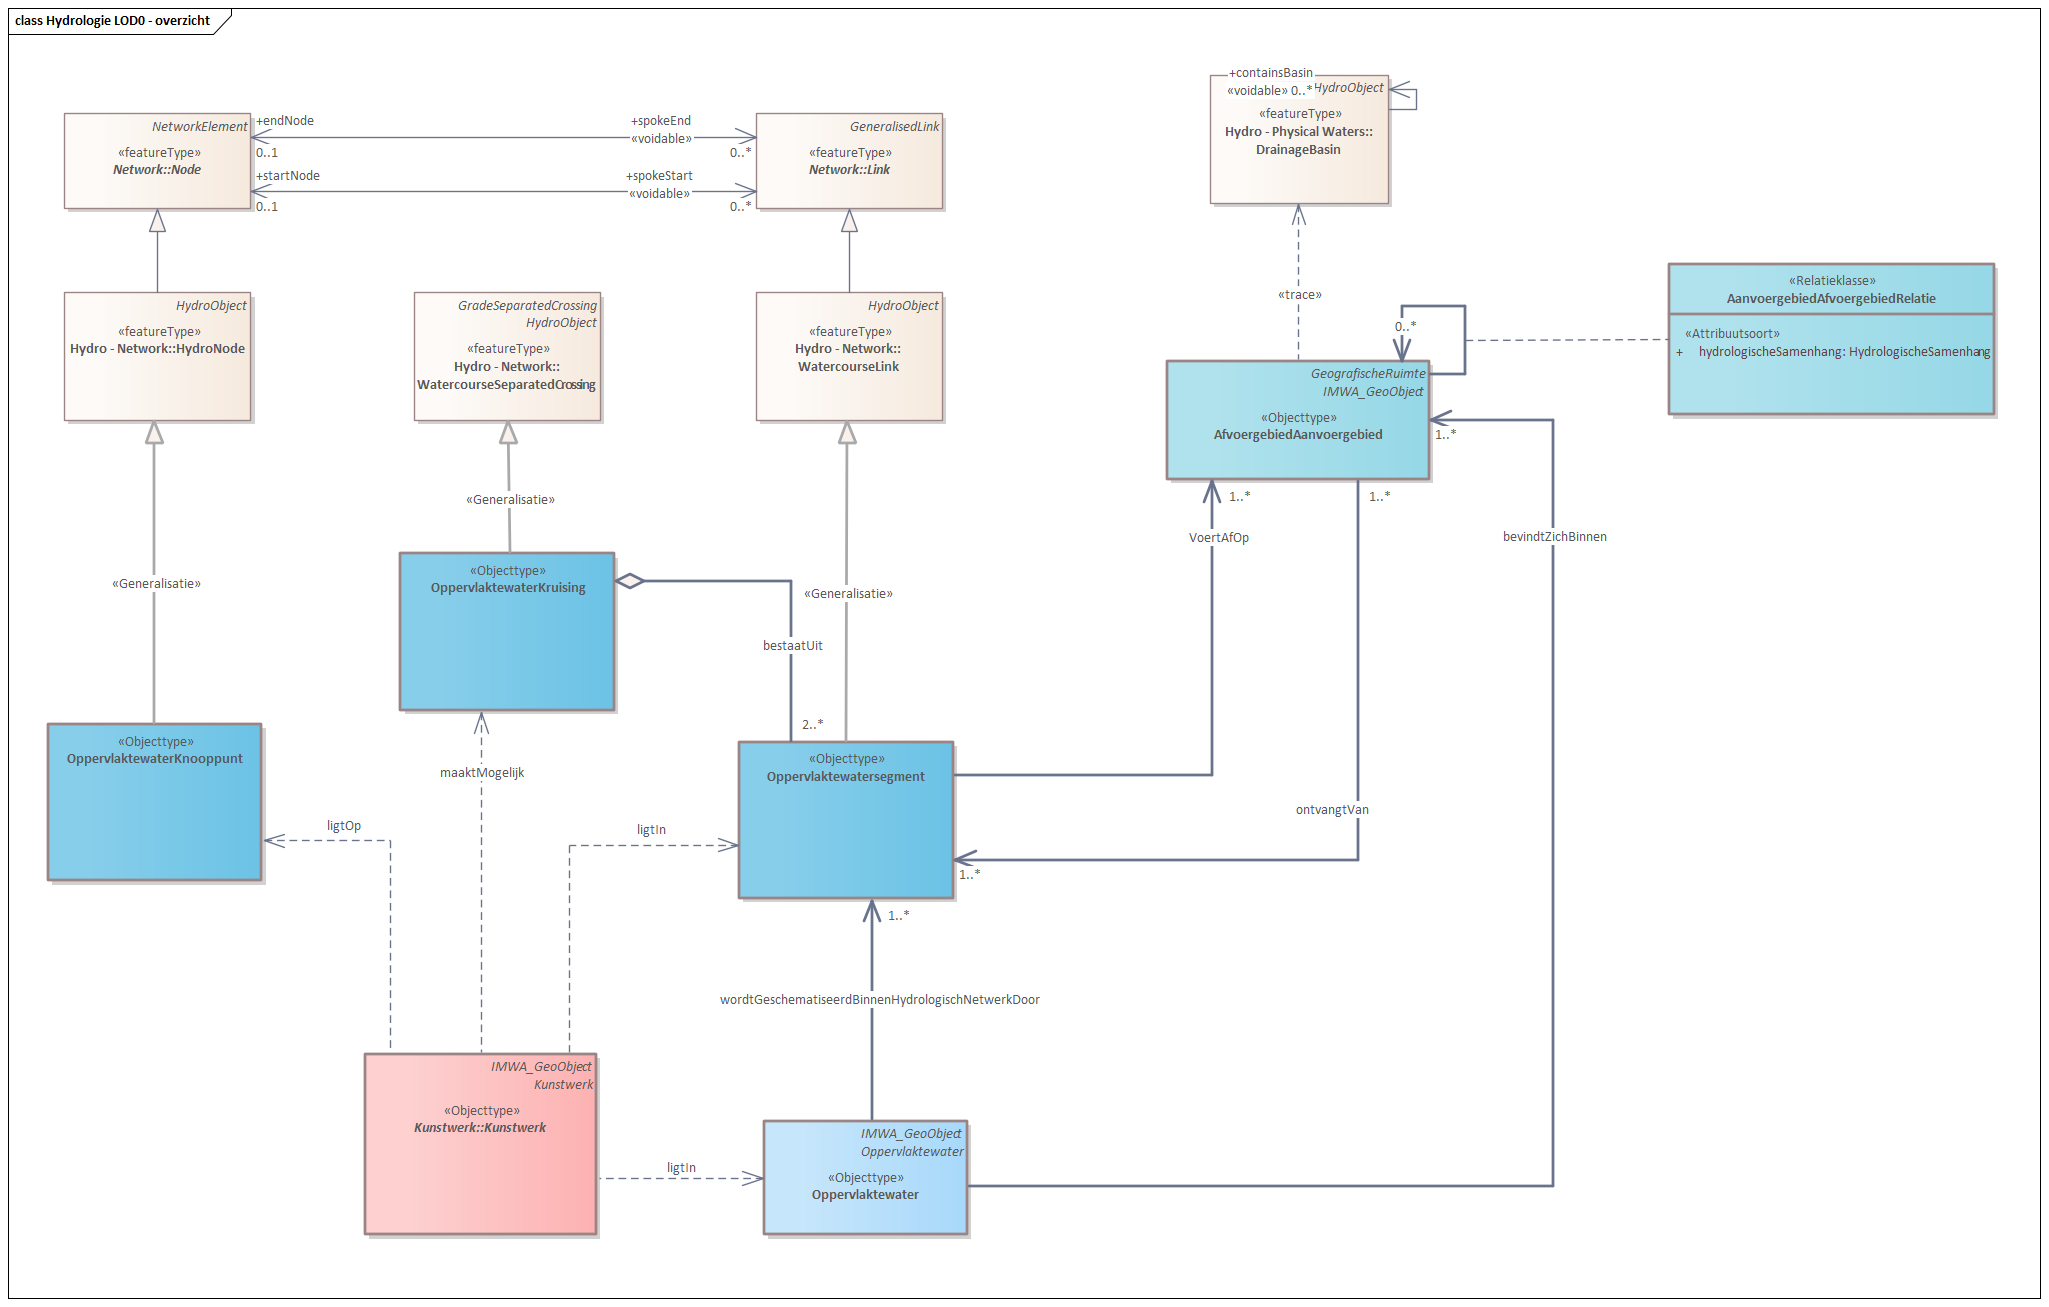 class Hydrologie LOD0 - overzicht
NetworkElement
«featureType»
Network::Node
+endNode
0..1
+startNode
0..1
+spokeEnd
«voidable»
0..*
+spokeStart
«voidable»
0..*
GeneralisedLink
«featureType»
Network::Link
+containsBasin
«voidable» 0..*
HydroObject
«featureType»
Hydro - Physical Waters::
DrainageBasin
HydroObject
«featureType»
Hydro - Network::HydroNode
GradeSeparatedCrossing
HydroObject
«featureType»
Hydro - Network::
WatercourseSeparatedCrossing
HydroObject
«featureType»
Hydro - Network::
WatercourseLink
«trace»
«Relatieklasse»
AanvoergebiedAfvoergebiedRelatie
«Attribuutsoort»
+ hydrologischeSamenhang: HydrologischeSamenhang
0..*
GeografischeRuimte
IMWA_GeoObject
«Objecttype»
AfvoergebiedAanvoergebied
1..*
1..*
1..*
«Generalisatie»
«Generalisatie»
«Generalisatie»
VoertAfOp
bevindtZichBinnen
«Objecttype»
OppervlaktewaterKruising
bestaatUit
2..*
«Objecttype»
OppervlaktewaterKnooppunt
maaktMogelijk
«Objecttype»
Oppervlaktewatersegment
ligtOp
ligtIn
ontvangtVan
1..*
1..*
wordtGeschematiseerdBinnenHydrologischNetwerkDoor
IMWA_GeoObject
Kunstwerk
«Objecttype»
Kunstwerk::Kunstwerk
ligtIn
IMWA_GeoObject
Oppervlaktewater
«Objecttype»
Oppervlaktewater